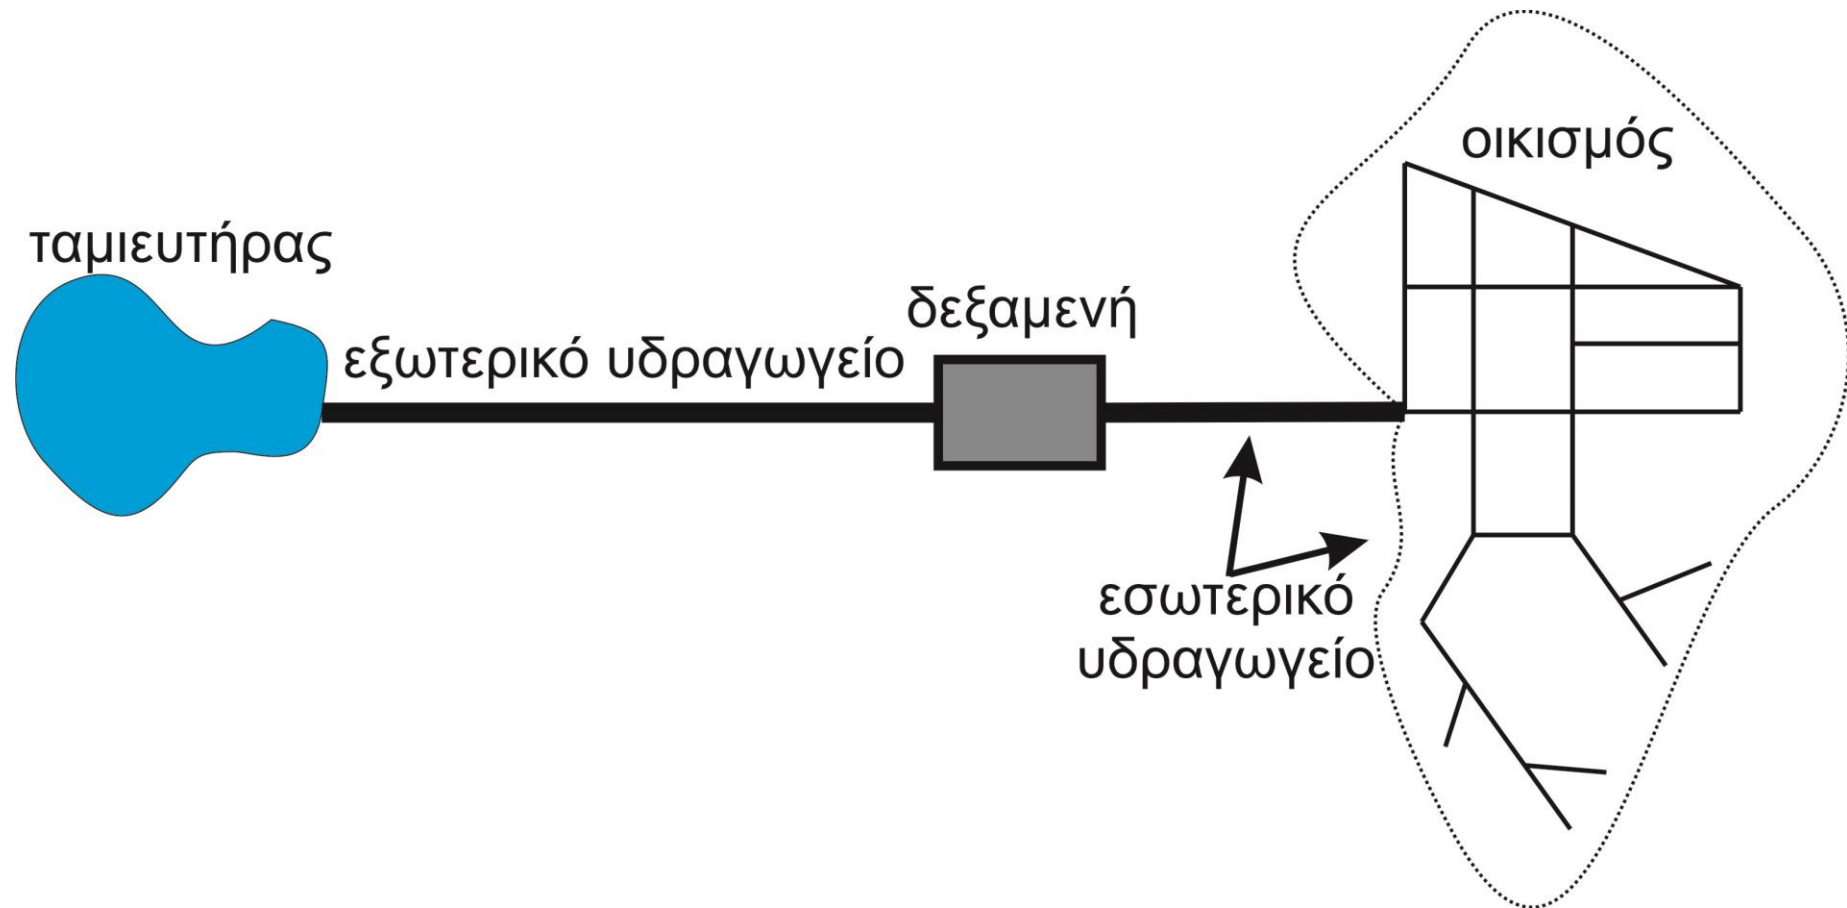 ταμιευτήρας
εξωτερικό υδραγωγείο
δεξαμενή
οικισμός
εσωτερικό
υδραγωγείο